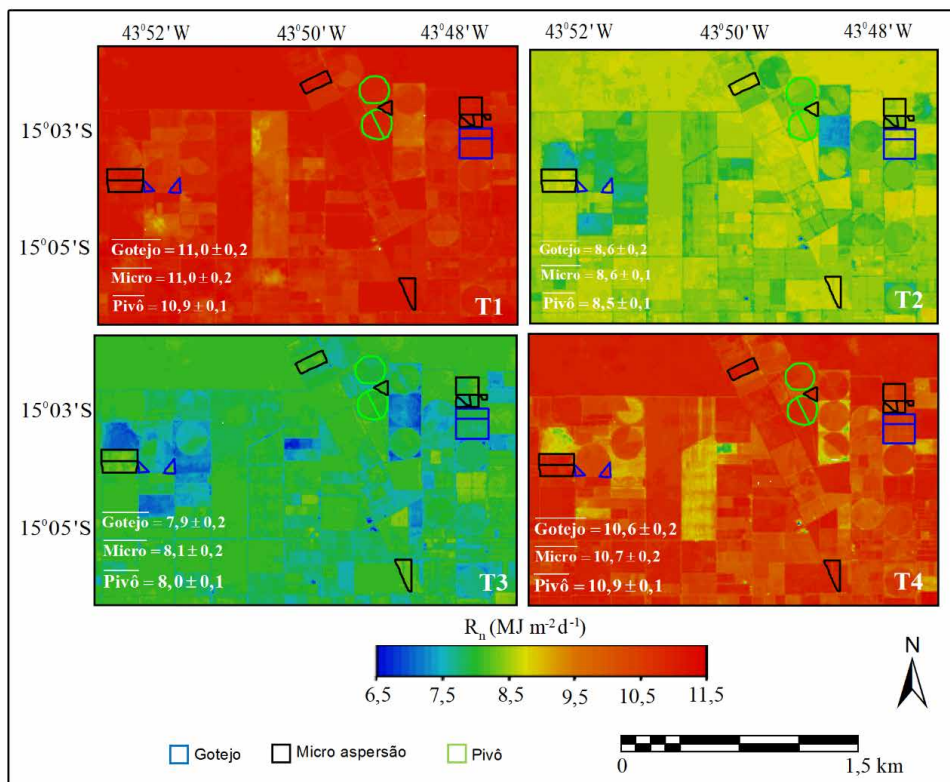 43°52'W 43°50'W 43°48'W 43°52'W 43°50'W 43°48'W
15°03'S
15°05'S
Gotejo = 11,0 ± 0,2
Micro = 11,0 ± 0,2
Pivô = 10,9 ± 0,1
T1
Gotejo = 8,6 ± 0,2
Micro = 8,6 ± 0,1
Pivô = 8,5 ± 0,1
T2
15°03'S
15°05'S
Gotejo = 7,9 ± 0,2
Micro = 8,1 ± 0,2
Pivô = 8,0 ± 0,1
T3
Gotejo = 10,6 ± 0,2
Micro = 10,7 ± 0,2
Pivô = 10,9 ± 0,1
T4
Rn (MJ m-2 d-1)
6,5 7,5 8,5 9,5 10,5 11,5
N
Gotejo Micro aspersão Pivô
0 1,5 km